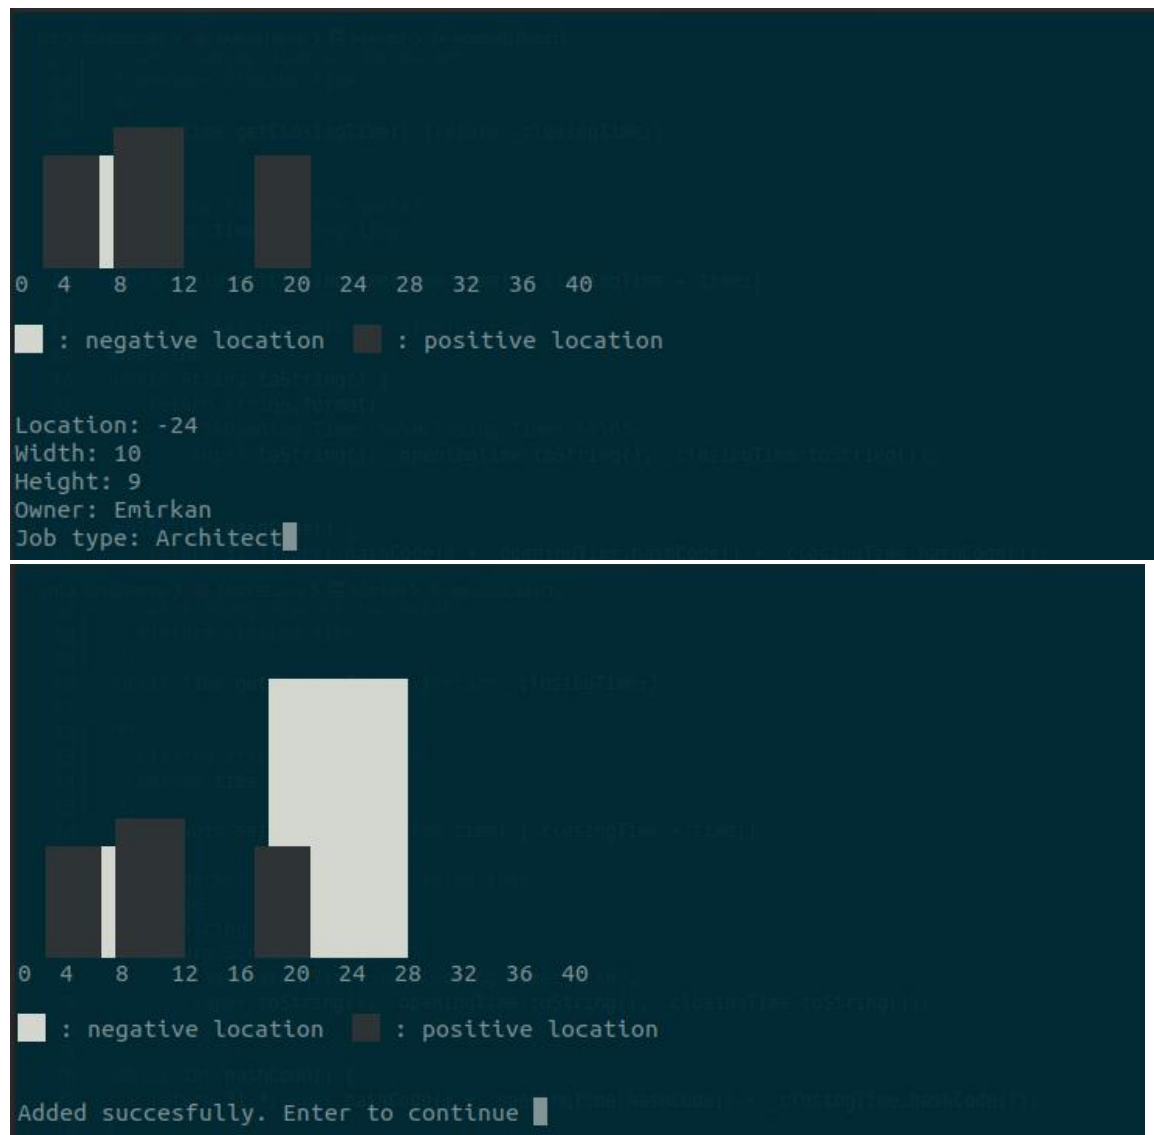 0 4 8 12 16 20 24 28 32 36 40
: negative location : positive location
Location: -24
Width: 10
Height: 9
Owner: Emirkan
Job type: Architect
0 4 8 12 16 20 24 28 32 36 40
: negative location : positive location
Added succesfully. Enter to continue